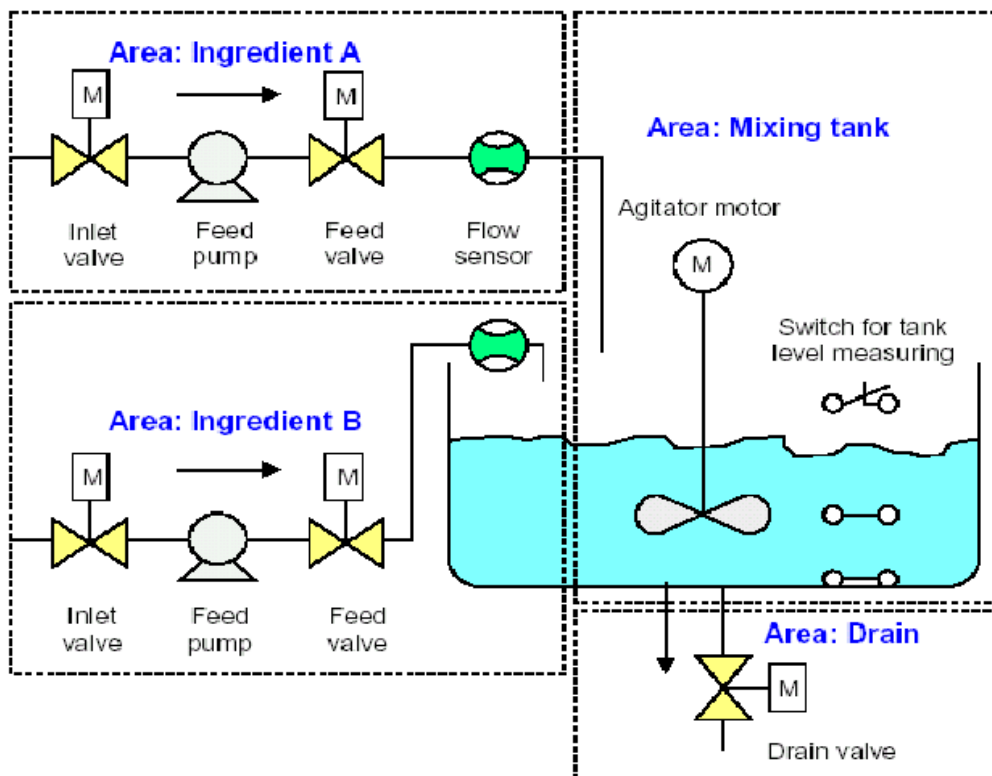 Area: Ingredient A
M
M
Inlet
valve
Feed
pump
Feed
valve
Flow
sensor
Area: Mixing tank
Agitator motor
M
Switch for tank
level measuring
Area: Ingredient B
M
M
Inlet
valve
Feed
pump
Feed
valve
Area: Drain
M
Drain valve